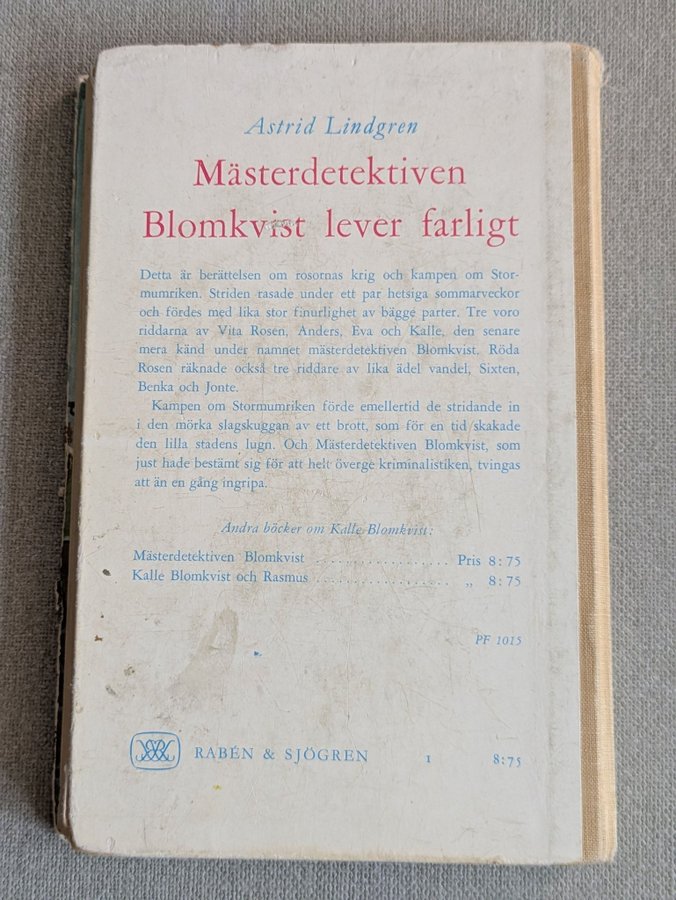 Astrid Lindgren
Mästerdetektiven
Blomkvist lever farligt
Detta är berättelsen om rosornas krig och kampen om Stor-
mumriken. Striden rasade under ett par hetsiga sommarveckor
och fördes med lika stor finurlighet av bägge parter. Tre voro
riddarna av Vita Rosen, Anders, Eva och Kalle, den senare
mera känd under namnet mästerdetektiven Blomkvist. Röda
Rosen räknade också tre riddare av lika ädel vandel, Sixten,
Benka och Jonte.
Kampen om Stormumriken förde emellertid de stridande in
i den mörka slagskuggan av ett brott, som för en tid skakade
den lilla stadens lugn. Och Mästerdetektiven Blomkvist, som
just hade bestämt sig för att helt överge kriminalistiken, tvingas
att än en gång ingripa.
Andra böcker om Kalle Blomkvist:
Mästerdetektiven Blomkvist .................. Pris 8:75
Kalle Blomkvist och Rasmus .................. „ 8:75
PF 1015
RABÉN & SJÖGREN 1 8:75